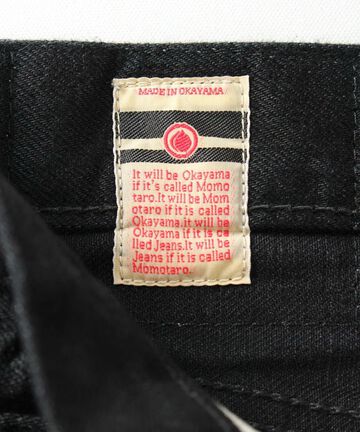 MADE IN OKAYAMA
It will be Okayama
if it's called Momo
taro.It will be Mom
otaro if it is called
Okayama.it will be
Okayama if it is ca
lled Jeans.It will be
Jeans if it is called
Momotaro.